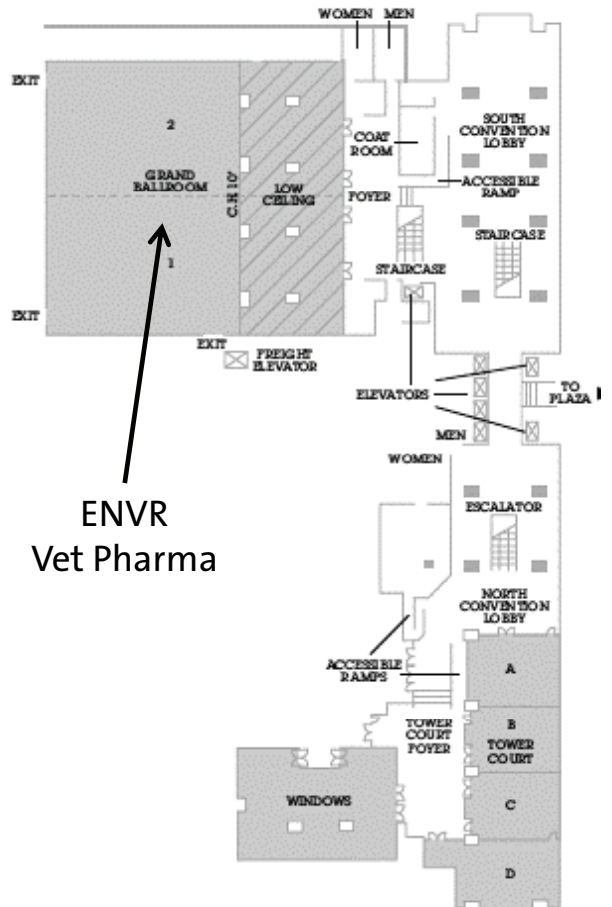 WOMEN MEN
EXIT
2
SOUTH
CONVENTION
LOBBY
COAT
ROOM
GRAND
BALLROOM
C.H 10'
LOW
CEILING
FOYER
ACCESSIBLE
RAMP
STAIRCASE
1
STAIRCASE
EXIT
EXIT
FREIGHT
ELEVATOR
ELEVATORS
TO
PLAZA
MEN
WOMEN
ENVR
Vet Pharma
ESCALATOR
NORTH
CONVENTION
LOBBY
ACCESSIBLE
RAMPS
A
TOWER
COURT
FOYER
B
TOWER
COURT
WINDOWS
C
D